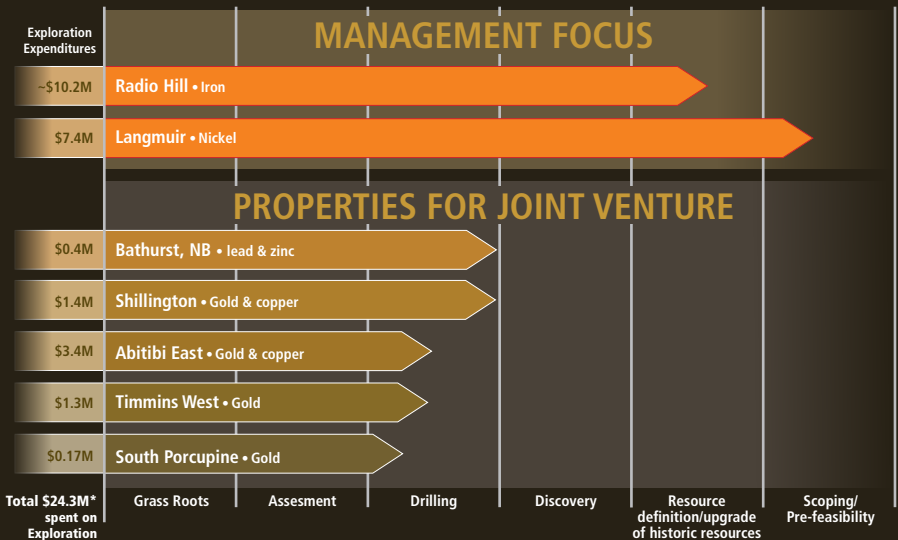 Exploration
Expenditures
MANAGEMENT FOCUS
~$10.2M Radio Hill • Iron
$7.4M Langmuir • Nickel
PROPERTIES FOR JOINT VENTURE
$0.4M Bathurst, NB • lead & zinc
$1.4M Shillington • Gold & copper
$3.4M Abitibi East • Gold & copper
$1.3M Timmins West • Gold
$0.17M South Porcupine • Gold
Total $24.3M*
spent on
Exploration
Grass Roots
Assesment
Drilling
Discovery
Resource
definition/upgrade
of historic resources
Scoping/
Pre-feasibility